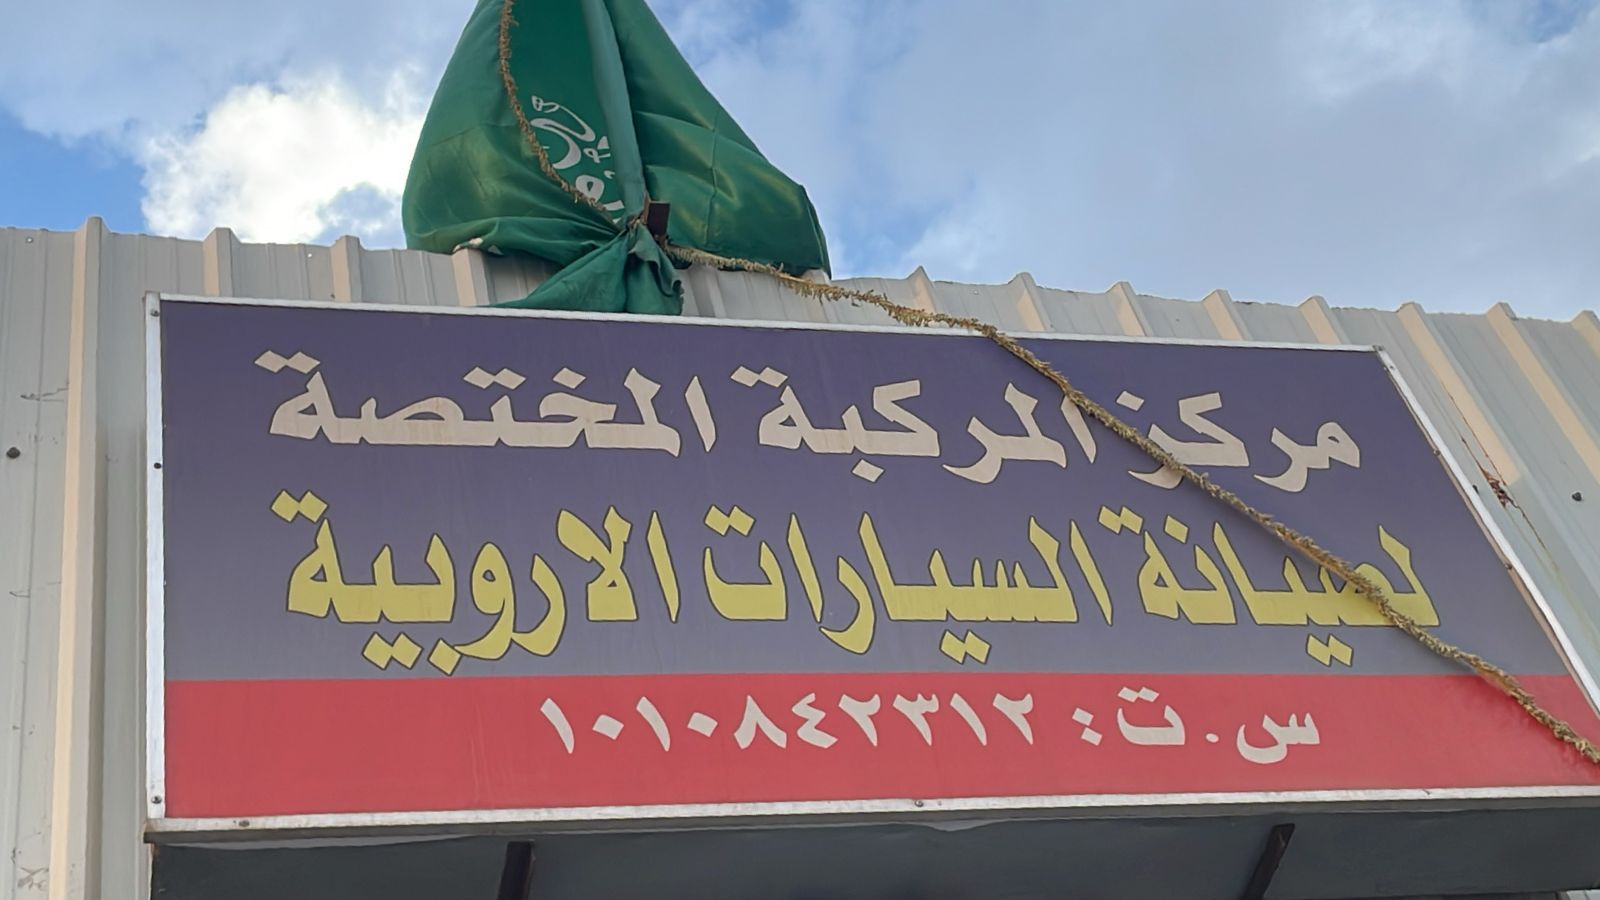 مركز المركبة المختصة
لصيانة السيارات الاروبية
س . ت : ١٠١٠٨٤٢٣١٢